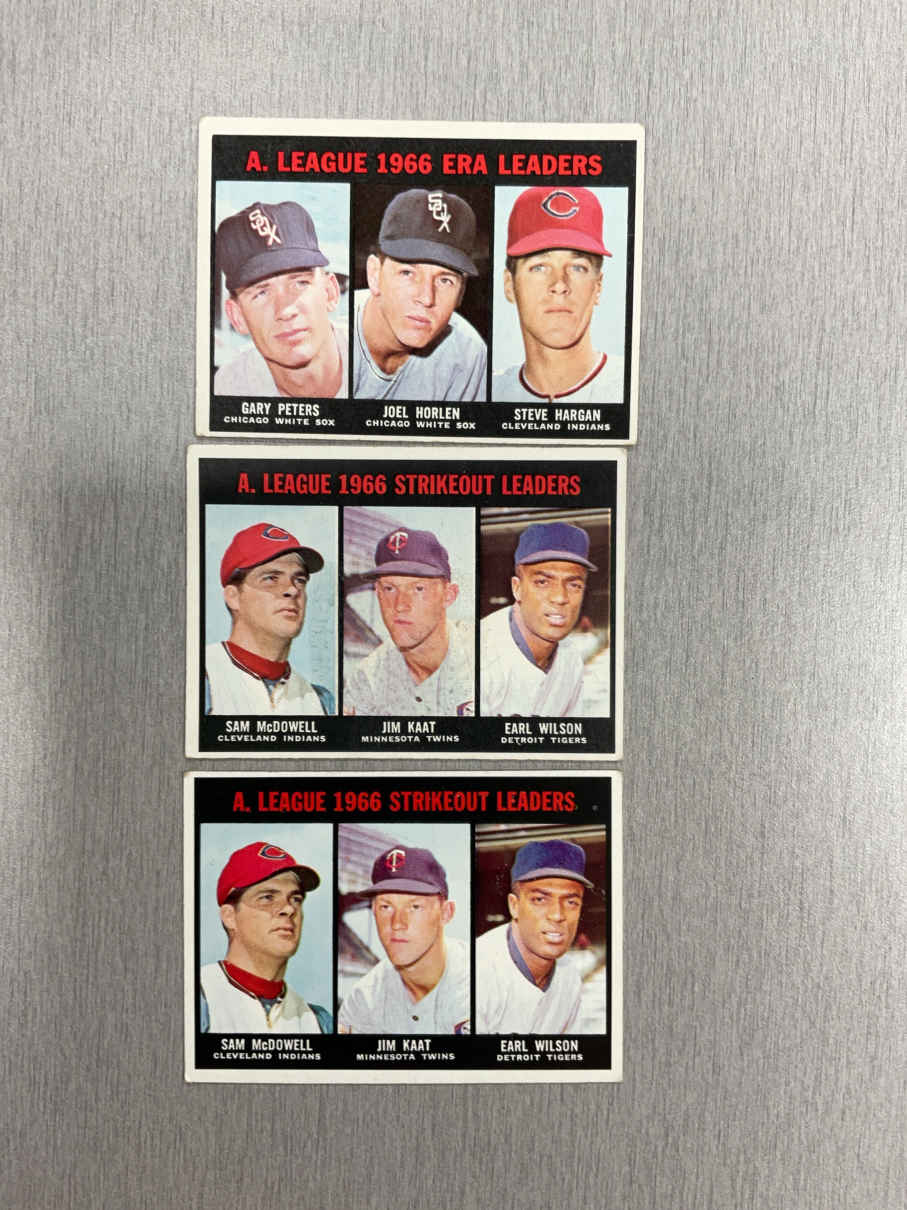 A. LEAGUE 1966 ERA LEADERS
SOX
SOX
C
GARY PETERS
CHICAGO WHITE SOX
JOEL HORLEN
CHICAGO WHITE SOX
STEVE HARGAN
CLEVELAND INDIANS
A. LEAGUE 1966 STRIKEOUT LEADERS
C
TC
SAM McDOWELL
CLEVELAND INDIANS
JIM KAAT
MINNESOTA TWINS
EARL WILSON
DETROIT TIGERS
A. LEAGUE 1966 STRIKEOUT LEADERS
C
TC
SAM McDOWELL
CLEVELAND INDIANS
JIM KAAT
MINNESOTA TWINS
EARL WILSON
DETROIT TIGERS